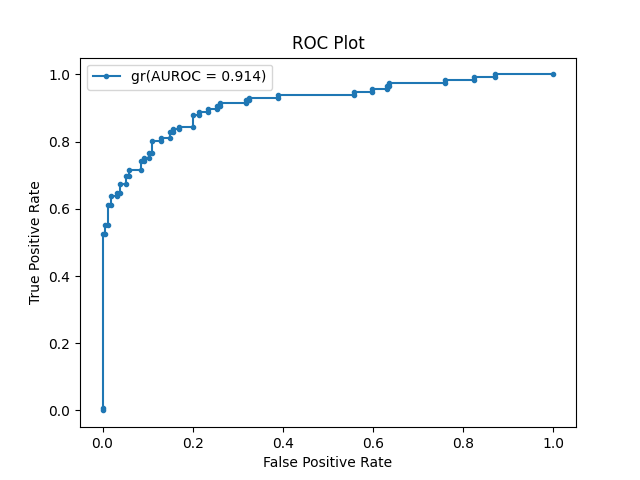 ROC Plot
gr(AUROC = 0.914)
1.0
0.8
0.6
0.4
0.2
0.0
True Positive Rate
0.0 0.2 0.4 0.6 0.8 1.0
False Positive Rate